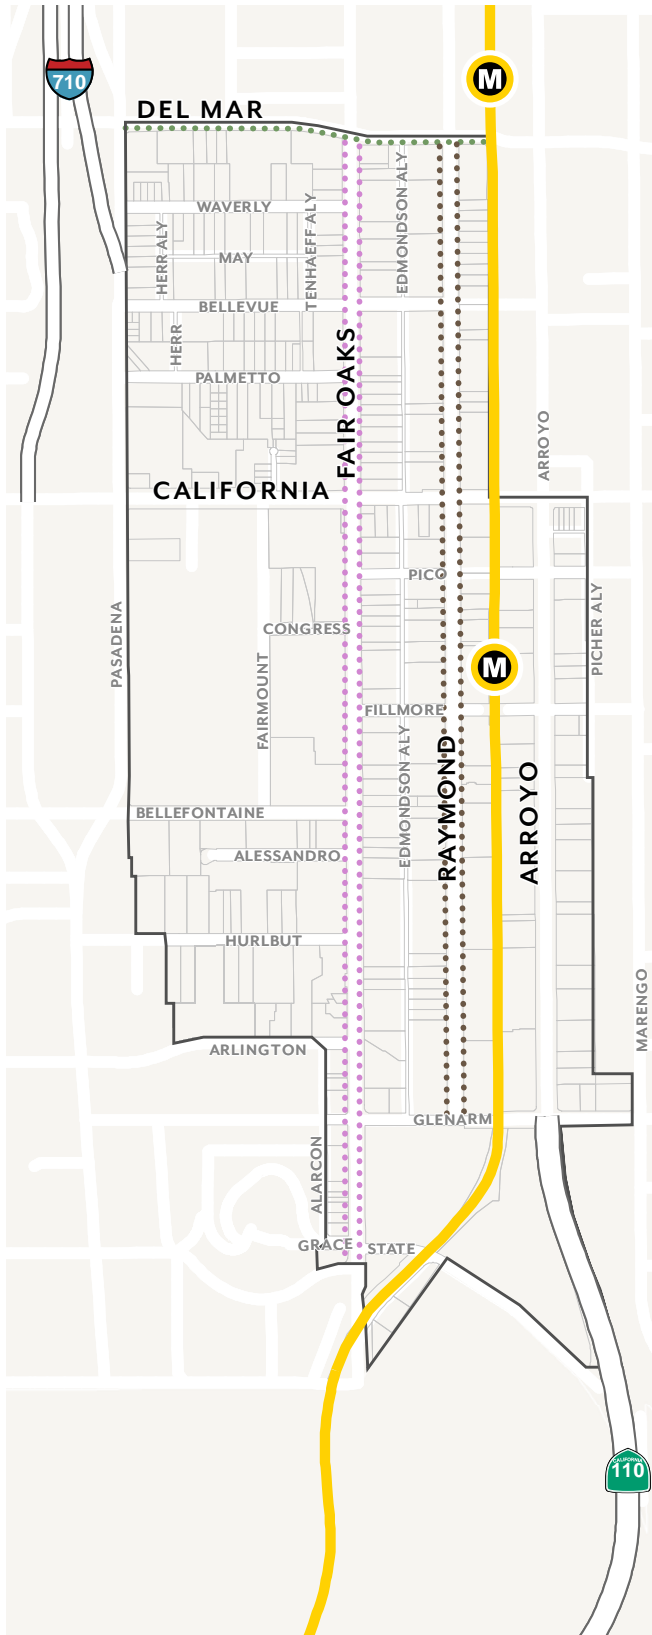 M
710
DEL MAR
EDMONDSON ALY
WAVERLY
TENHAEFF ALY
HERR ALY
MAY
BELLEVUE
HERR
FAIR OAKS
PALMETTO
ARROYO
CALIFORNIA
PICO
PICHER ALY
PASADENA
CONGRESS
FAIRMOUNT
M
FILLMORE
EDMONDSON ALY
RAYMOND
ARROYO
BELLEFONTAINE
ALESSANDRO
HURLBUT
MARENGO
ARLINGTON
GLENARM
ALARCON
GRACE
STATE
CALIFORNIA
110